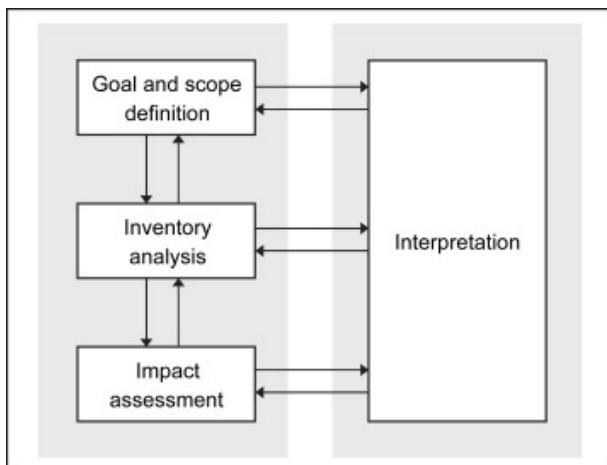 Goal and scope
definition
Inventory
analysis
Interpretation
Impact
assessment